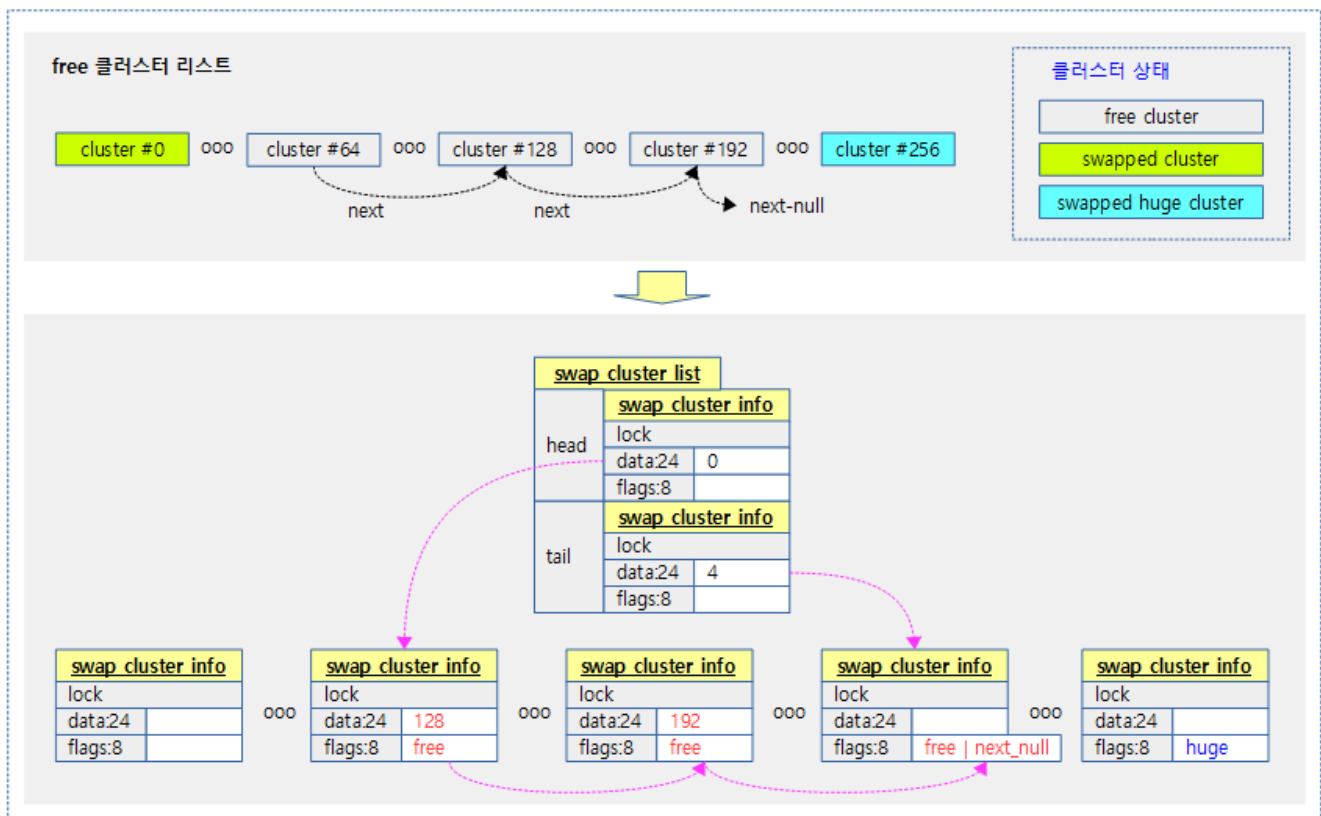 free 클러스터 리스트
클러스터 상태
free cluster
swapped cluster
swapped huge cluster
cluster #0 ooo cluster #64 ooo cluster #128 ooo cluster #192 ooo cluster #256
next next next-null
swap cluster list
swap cluster info
head
lock
data:24 0
flags:8
swap cluster info
tail
lock
data:24 4
flags:8
swap cluster info
lock
data:24
flags:8
ooo
swap cluster info
lock
data:24 128
flags:8 free
ooo
swap cluster info
lock
data:24 192
flags:8 free
ooo
swap cluster info
lock
data:24
flags:8 free | next_null
ooo
swap cluster info
lock
data:24
flags:8 huge